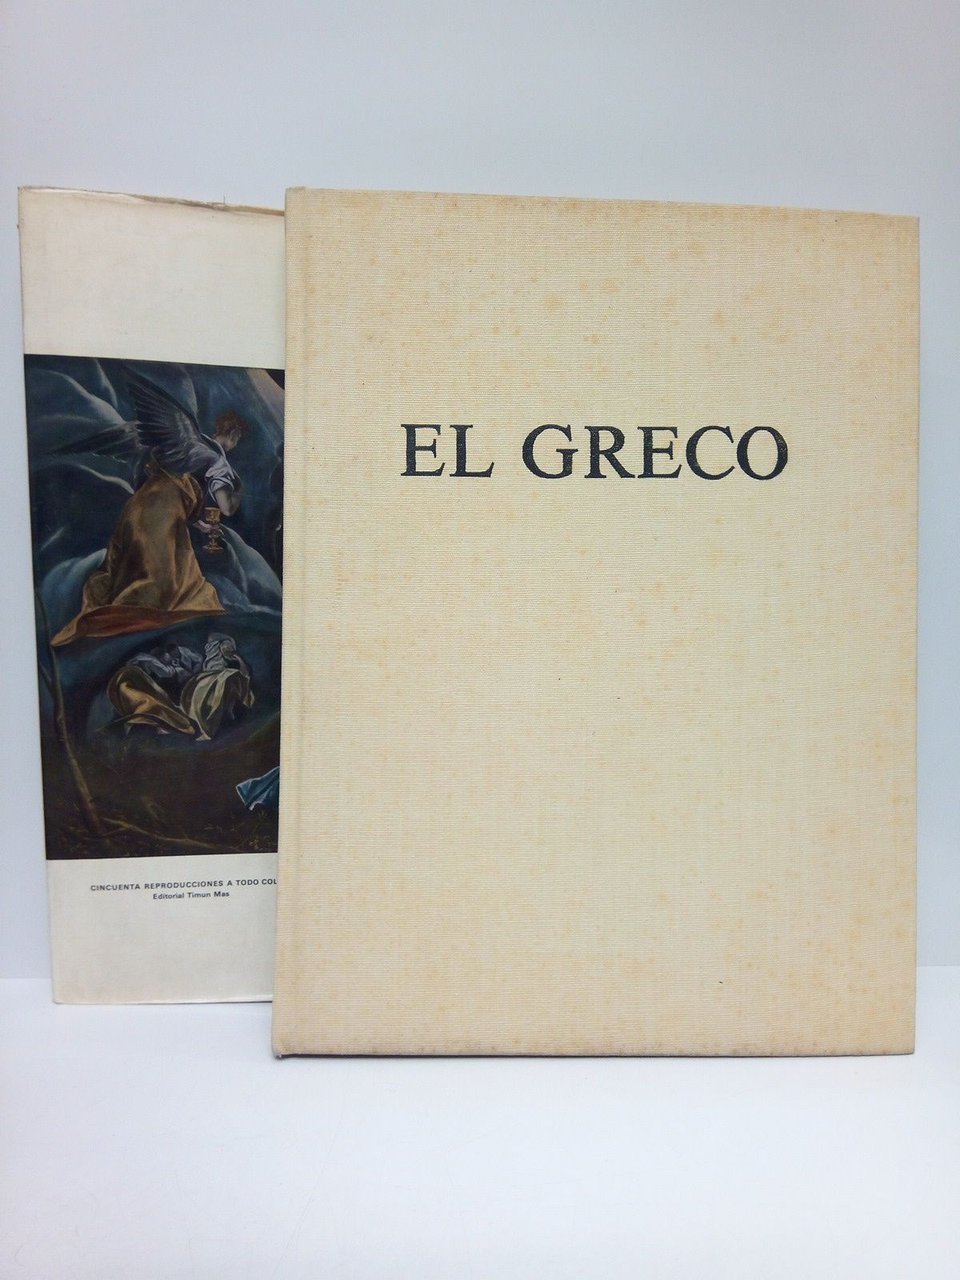 EL GRECO
CINCUENTA REPRODUCCIONES A TODO
Editorial Timun Mas